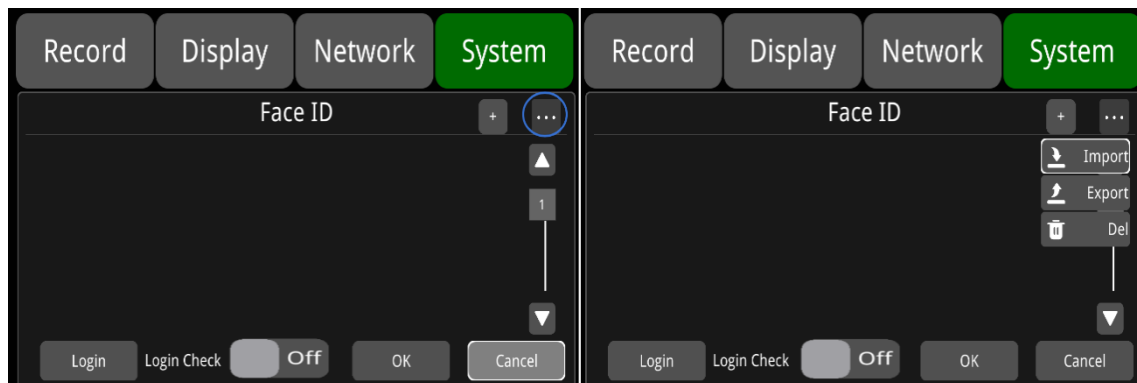 Record Display Network System
Face ID + ...
1
Login Login Check Off OK Cancel
Record Display Network System
Face ID + ...
Import
Export
Del
Login Login Check Off OK Cancel